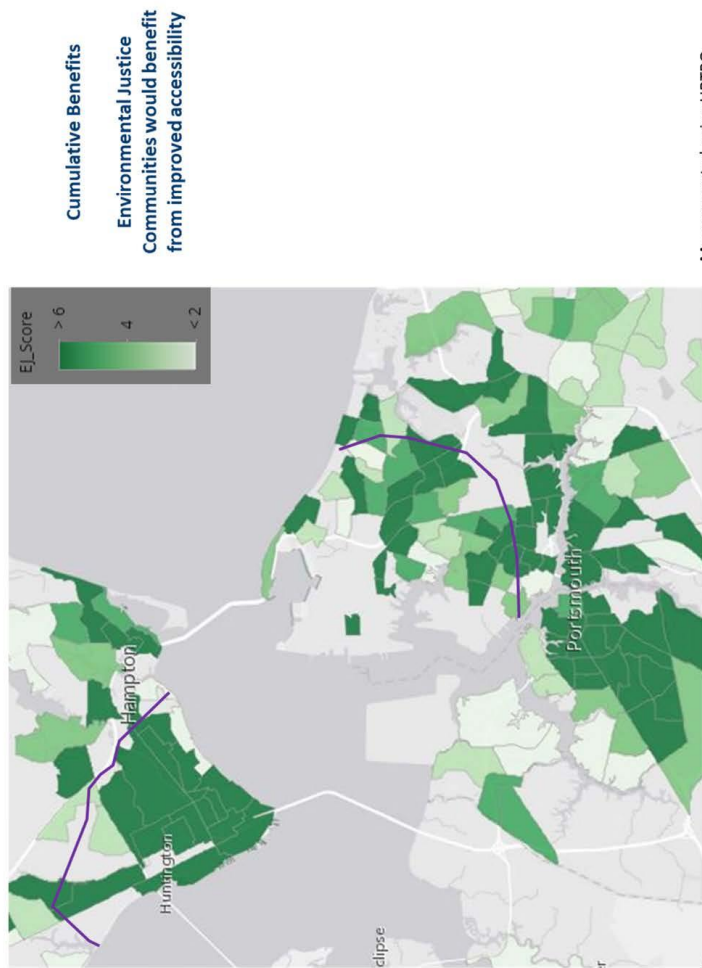 Cumulative Benefits
Environmental Justice
Communities would benefit
from improved accessibility
EJ_Score
> 6
4
< 2
Hampton
Huntington
Portsmouth
clipse
r